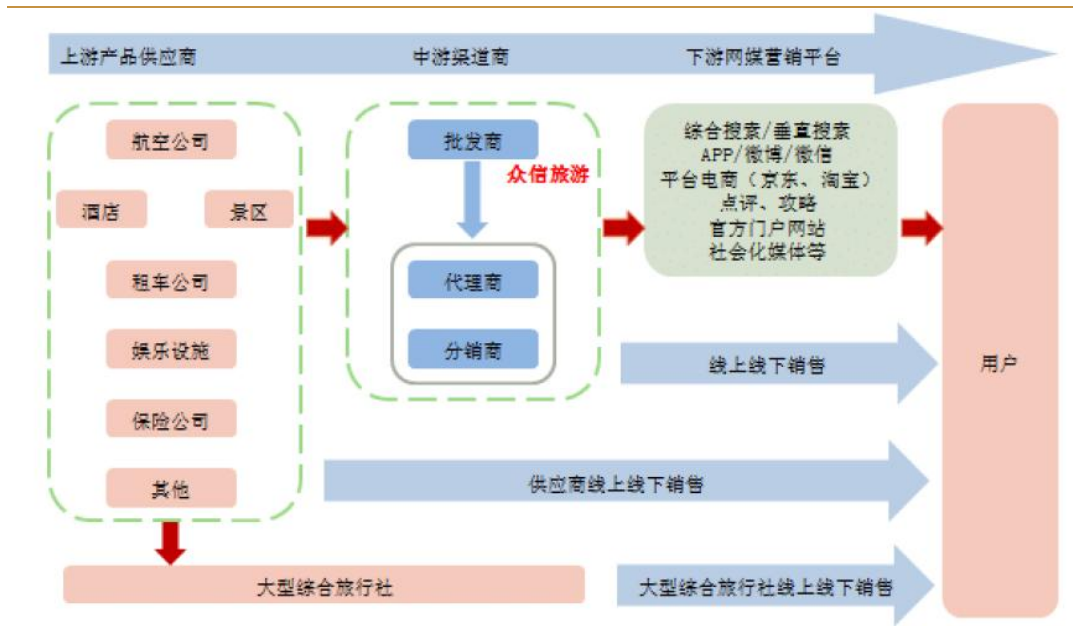 上游产品供应商
中游渠道商
下游网媒营销平台
航空公司
酒店
景区
租车公司
娱乐设施
保险公司
其他
批发商
众信旅游
代理商
分销商
综合搜素/垂直搜素
APP/微博/微信
平台电商（京东、淘宝）
点评、攻略
官方门户网站
社会化媒体等
线上线下销售
用户
供应商线上线下销售
大型综合旅行社
大型综合旅行社线上线下销售